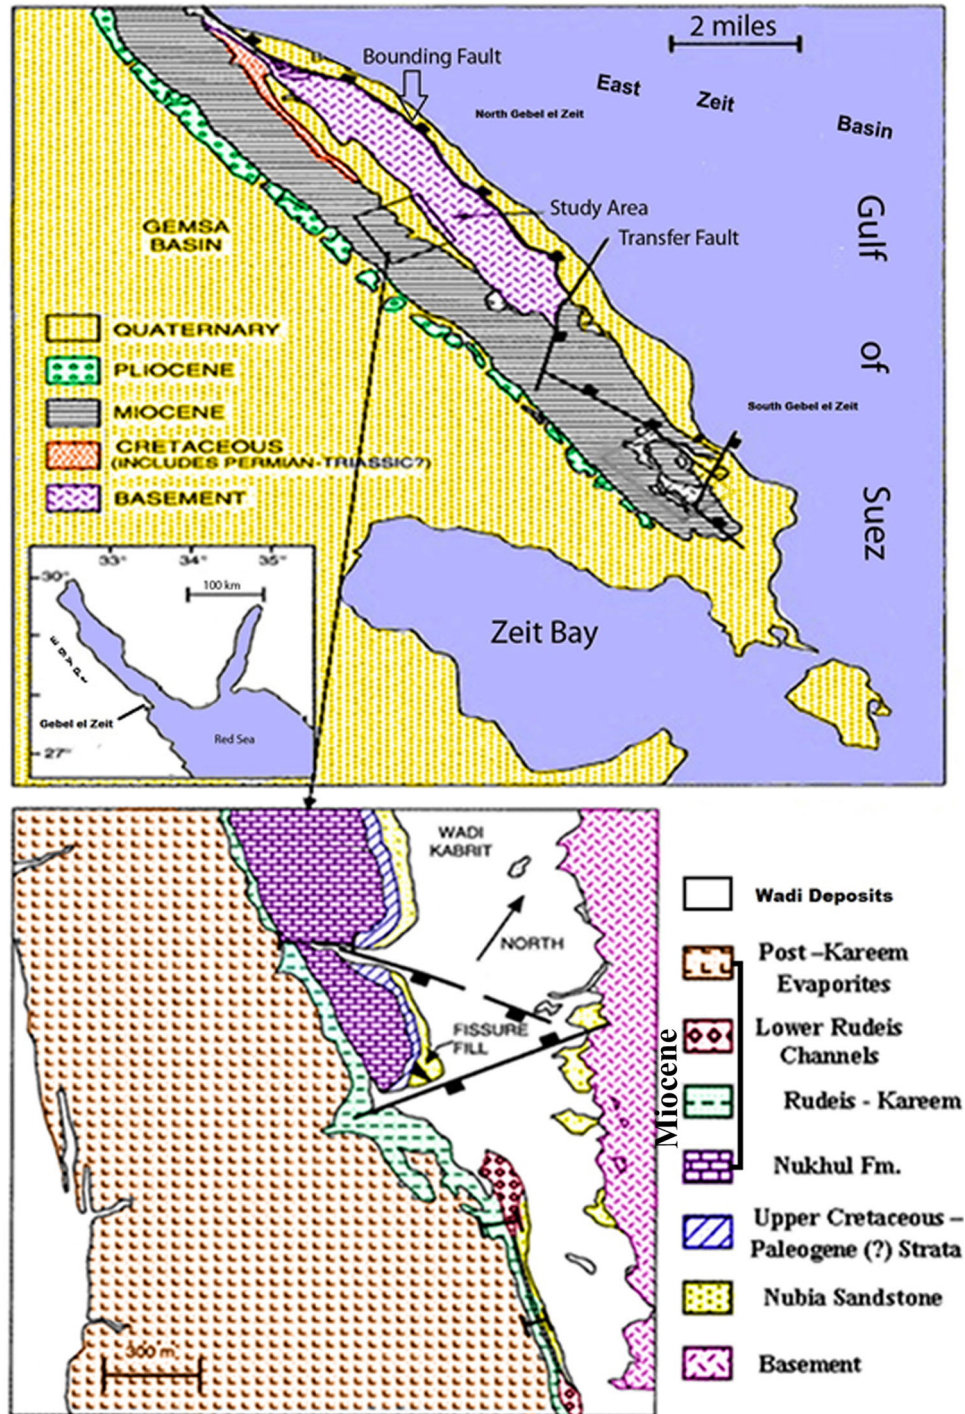 2 miles
Bounding Fault
East
Zeit
Basin
North Gebel el Zeit
Gulf
of
Suez
Study Area
Transfer Fault
GEMSA
BASIN
QUATERNARY
PLIOCENE
MIOCENE
CRETACEOUS
(INCLUDES PERMIAN-TRIASSIC?)
BASEMENT
South Gebel el Zeit
Zeit Bay
33°
34°
35°
30°
100 km
Gebel el Zeit
Red Sea
27°
WADI
KABRIT
NORTH
FISSURE
FILL
300 m.
Wadi Deposits
Post –Kareem
Evaporites
Lower Rudeis
Channels
Rudeis - Kareem
Nukhul Fm.
Miocene
Upper Cretaceous –
Paleogene (?) Strata
Nubia Sandstone
Basement